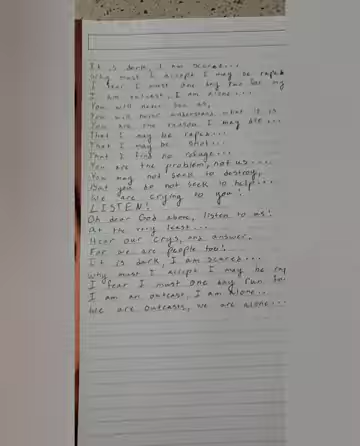 It is dark, I am scared...
Why must I accept I may be raped
I fear I must one day run for my
I am outcast, I am alone...
You will never be us,
You will never understand what it is
You are the reason I may die...
That I may be raped...
That I may be shot...
That I find no refuge...
You are the problem, not us....
You may not seek to destroy,
But you do not seek to help...
We are crying to you!
LISTEN!
Oh dear God above, listen to us!
At the very least...
Hear our crys, and answer,
For we are people too!
It is dark, I am scared...
Why must I accept I may be rap
I fear I must one day run for
I am an outcast, I am alone...
We are outcasts, we are alone...